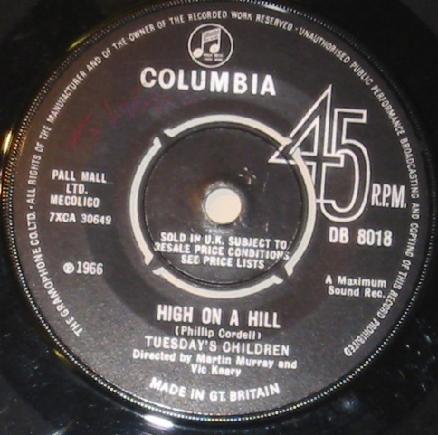 THE GRAMOPHONE CO. LTD. · ALL RIGHTS OF THE MANUFACTURER AND OF THE OWNER OF THE RECORDED WORK RESERVED · UNAUTHORISED PUBLIC PERFORMANCE BROADCASTING AND COPYING OF THIS RECORD PROHIBITED
COLUMBIA
45
R.P.M.
PALL MALL
LTD.
MECOLICO
7XCA 30649
DB 8018
SOLD IN U.K. SUBJECT TO
RESALE PRICE CONDITIONS
SEE PRICE LISTS
℗ 1966
A Maximum
Sound Rec.
HIGH ON A HILL
(Phillip Cordell)
TUESDAY'S CHILDREN
Directed by Martin Murray and
Vic Keary
MADE IN GT. BRITAIN